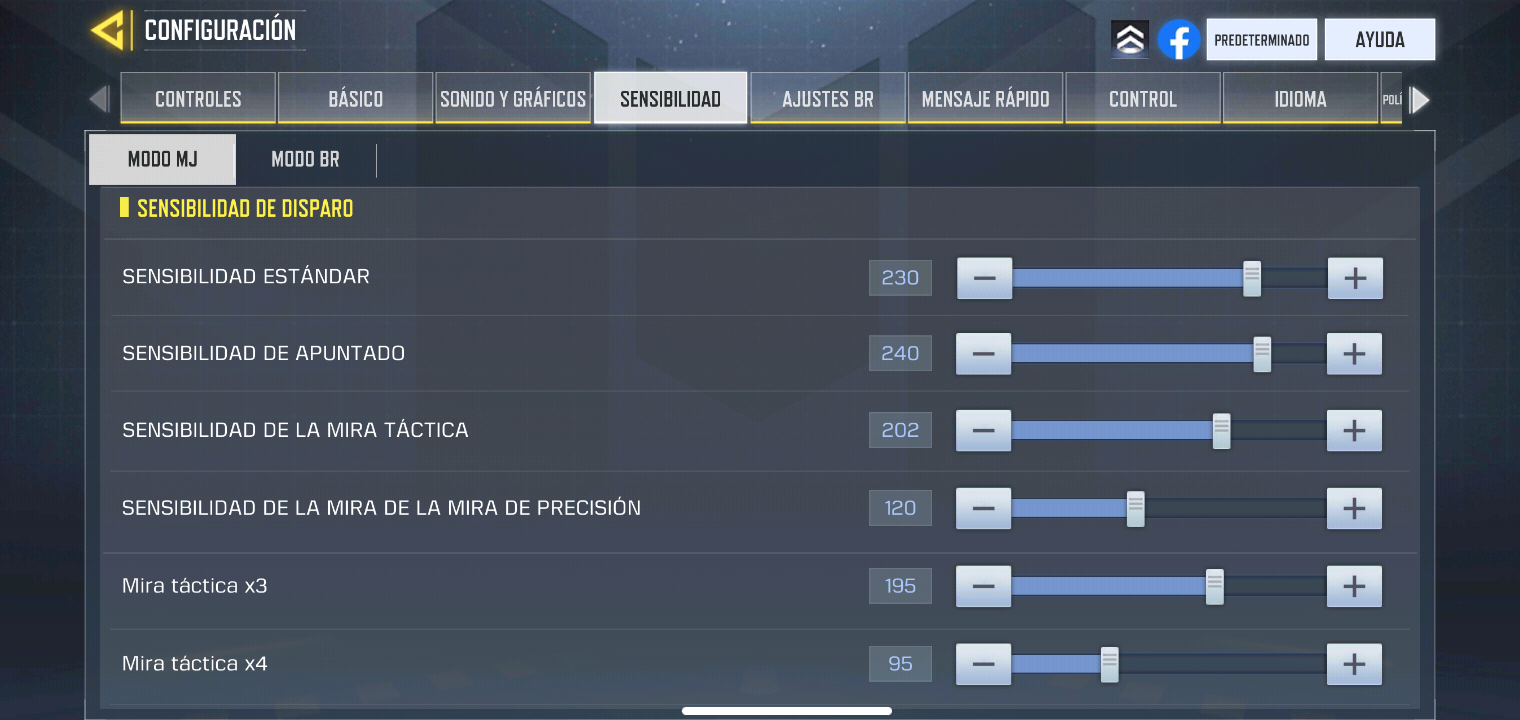 CONFIGURACIÓN
PREDETERMINADO
AYUDA
CONTROLES
BÁSICO
SONIDO Y GRÁFICOS
SENSIBILIDAD
AJUSTES BR
MENSAJE RÁPIDO
CONTROL
IDIOMA
POLÍ
MODO MJ
MODO BR
SENSIBILIDAD DE DISPARO
SENSIBILIDAD ESTÁNDAR 230
SENSIBILIDAD DE APUNTADO 240
SENSIBILIDAD DE LA MIRA TÁCTICA 202
SENSIBILIDAD DE LA MIRA DE LA MIRA DE PRECISIÓN 120
Mira táctica x3 195
Mira táctica x4 95